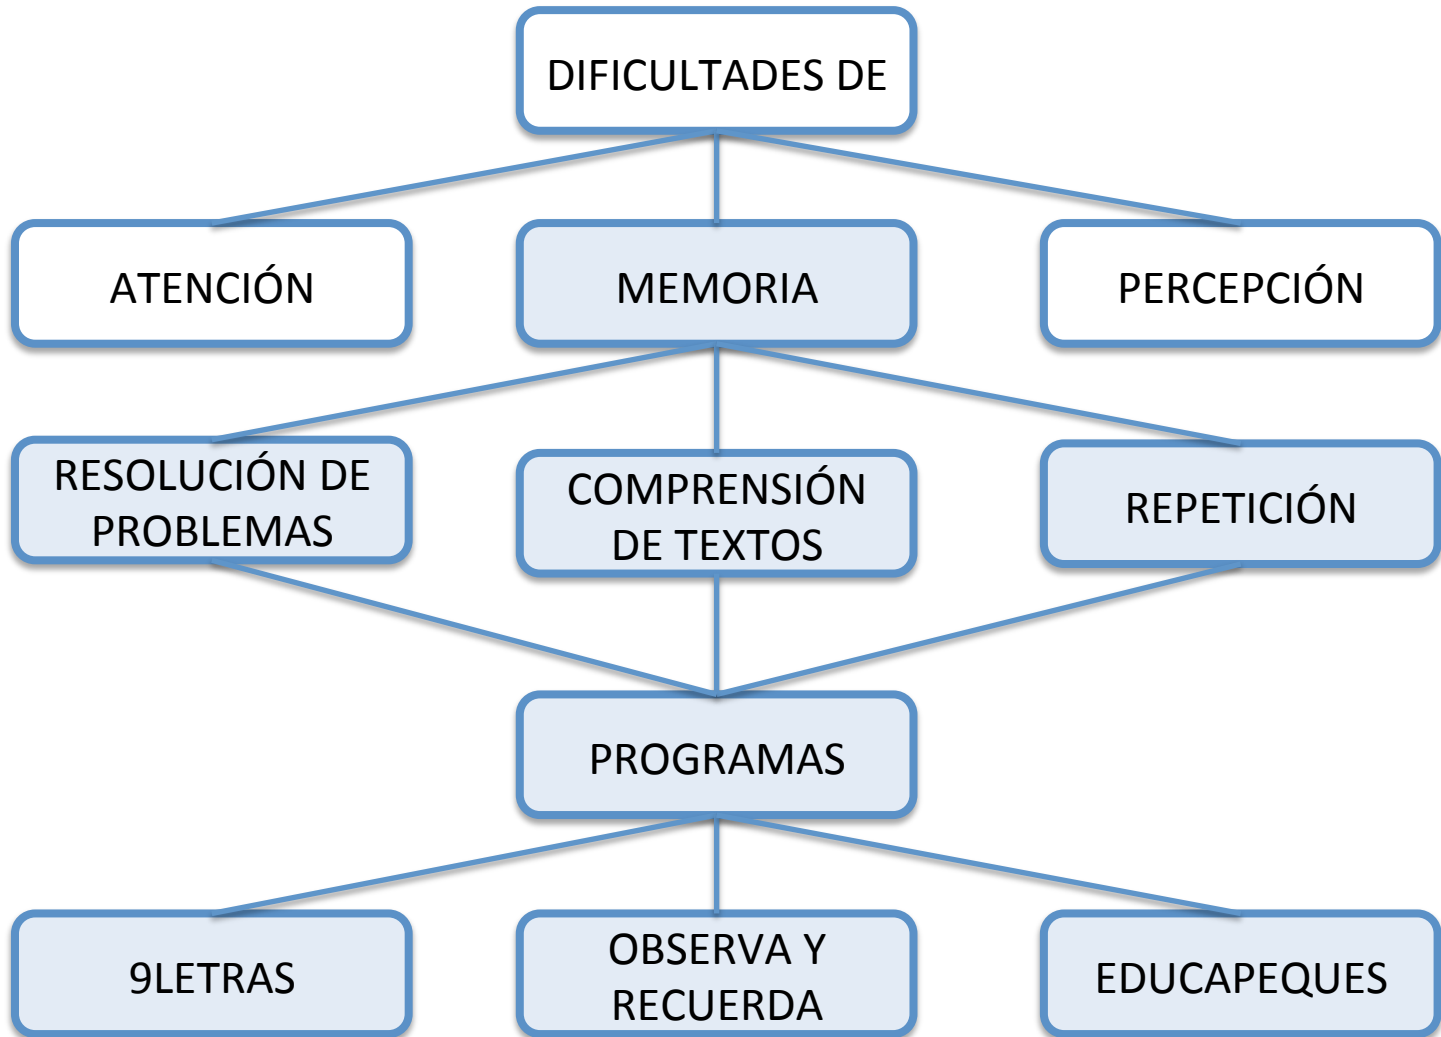 DIFICULTADES DE
ATENCIÓN
MEMORIA
PERCEPCIÓN
RESOLUCIÓN DE
PROBLEMAS
COMPRENSIÓN
DE TEXTOS
REPETICIÓN
PROGRAMAS
9LETRAS
OBSERVA Y
RECUERDA
EDUCAPEQUES